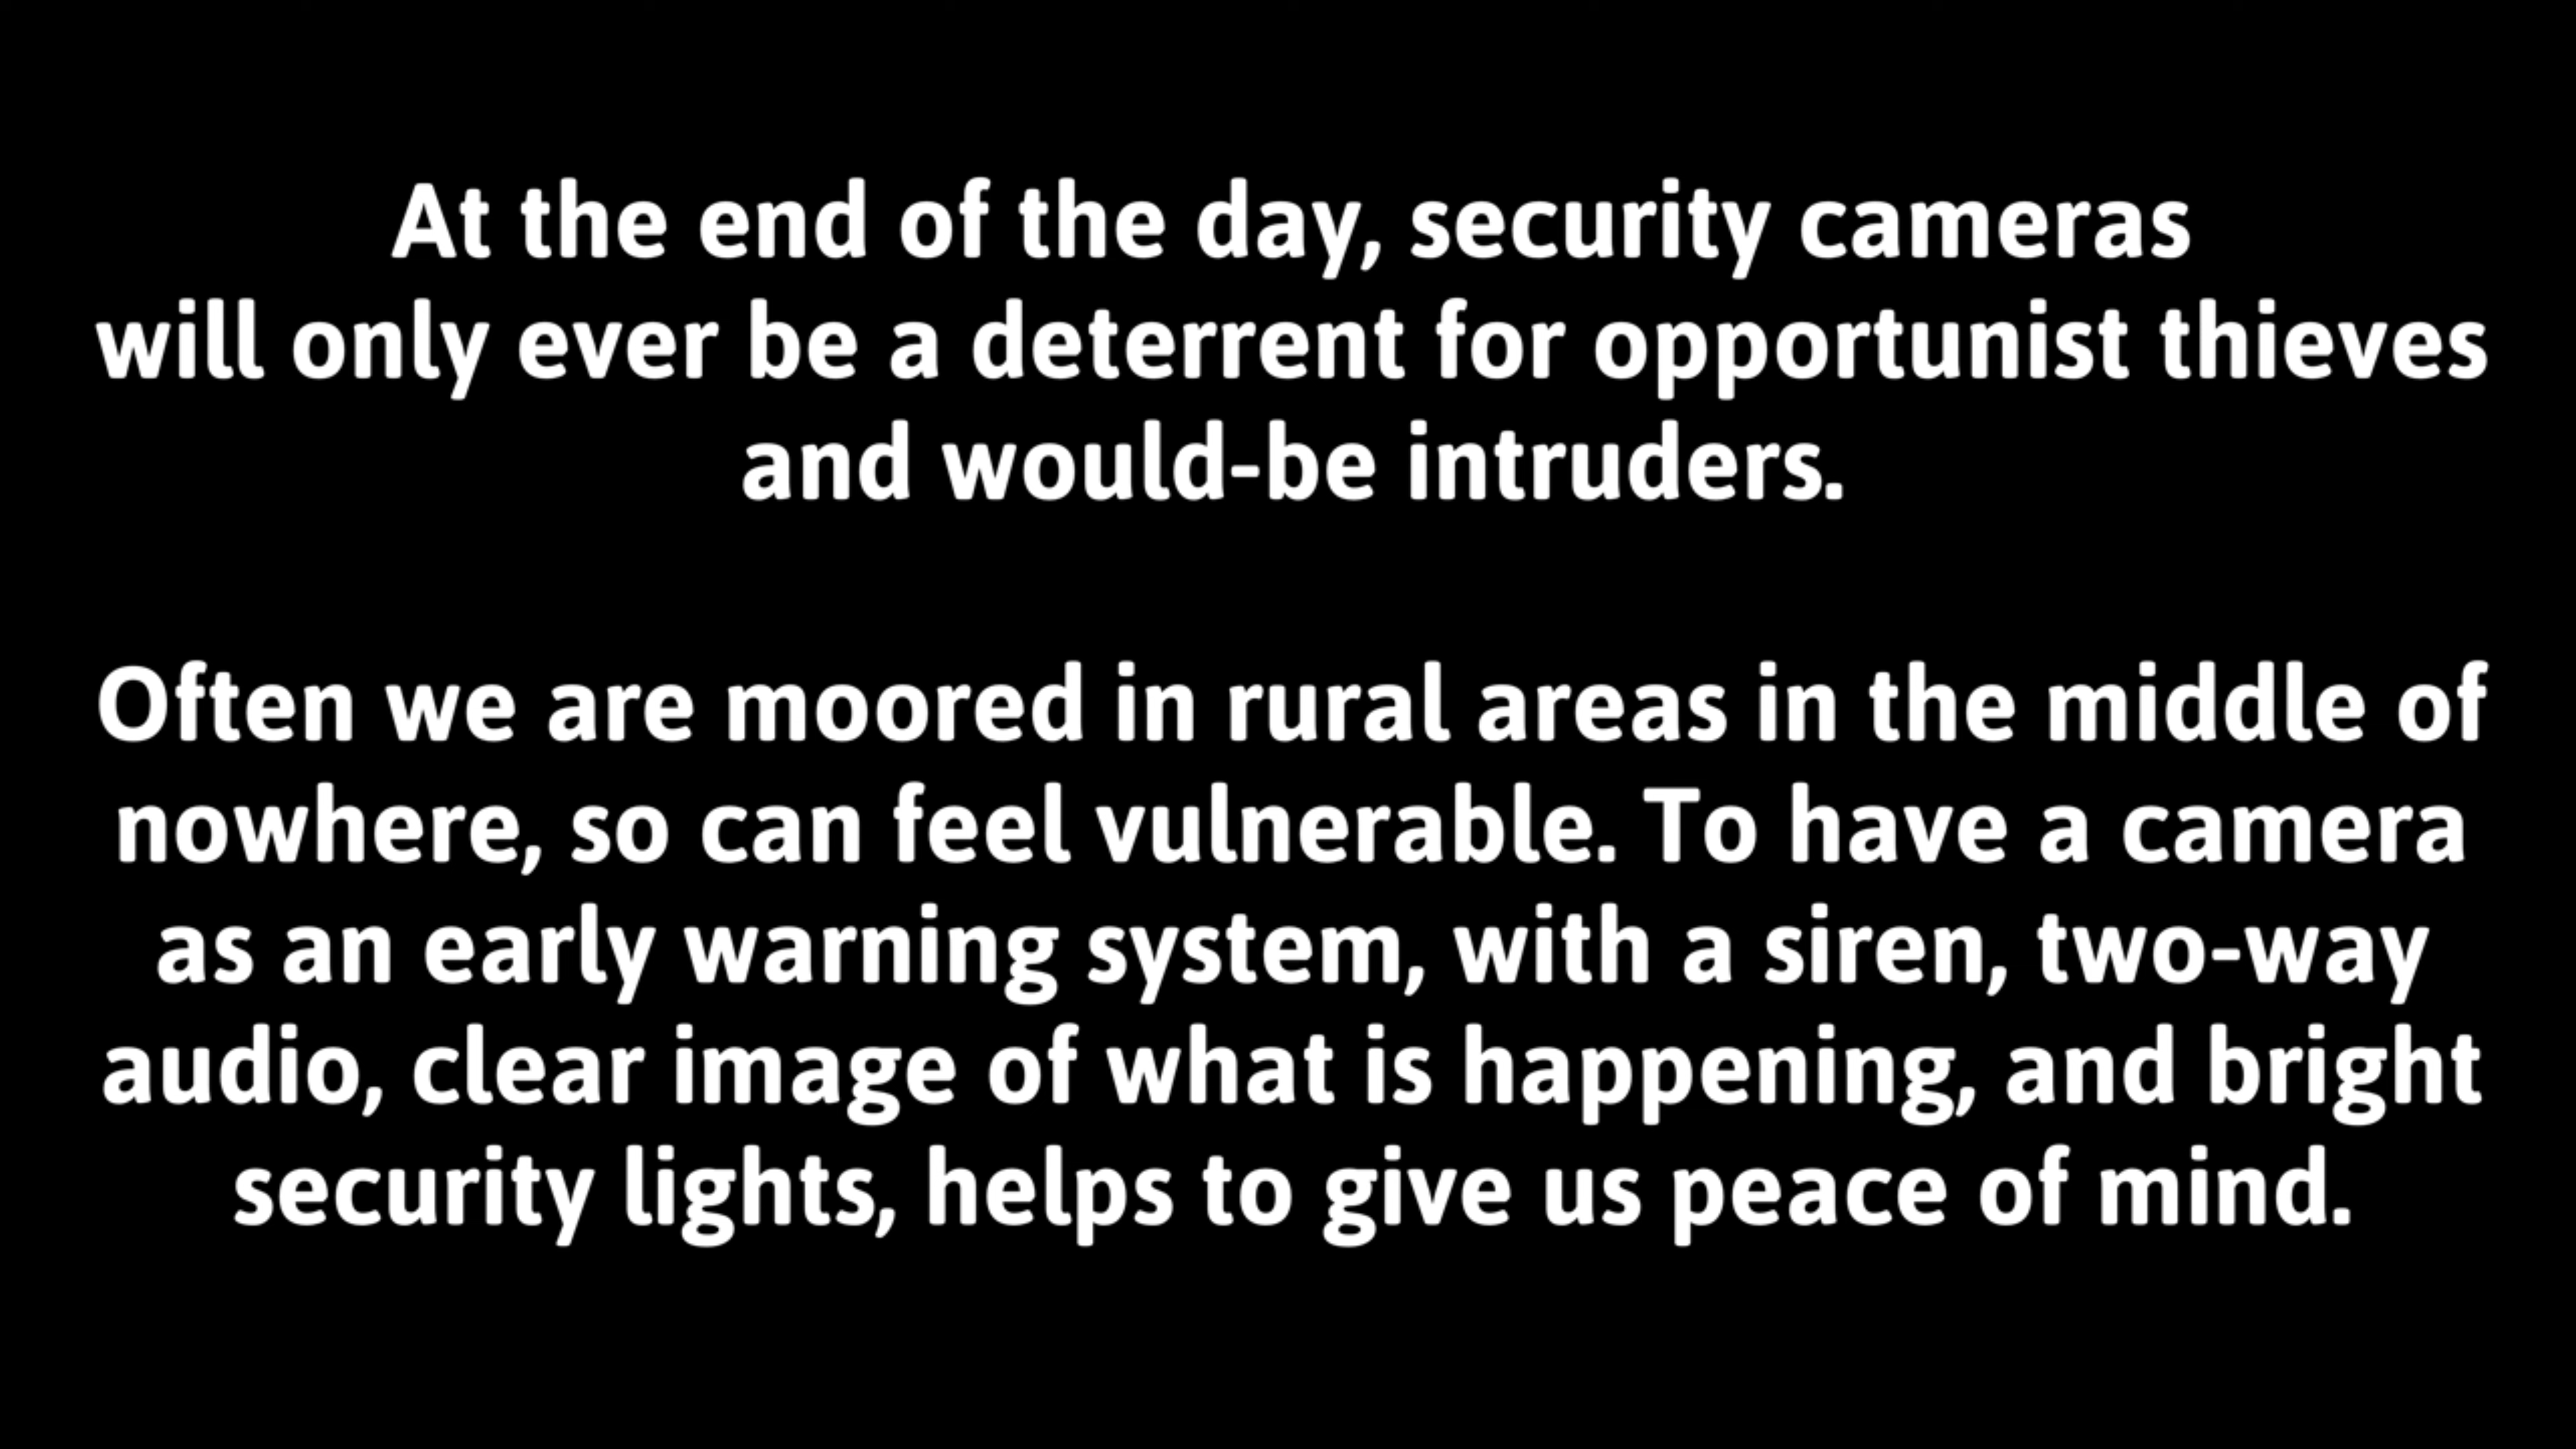 At the end of the day, security cameras
will only ever be a deterrent for opportunist thieves
and would-be intruders.
Often we are moored in rural areas in the middle of
nowhere, so can feel vulnerable. To have a camera
as an early warning system, with a siren, two-way
audio, clear image of what is happening, and bright
security lights, helps to give us peace of mind.